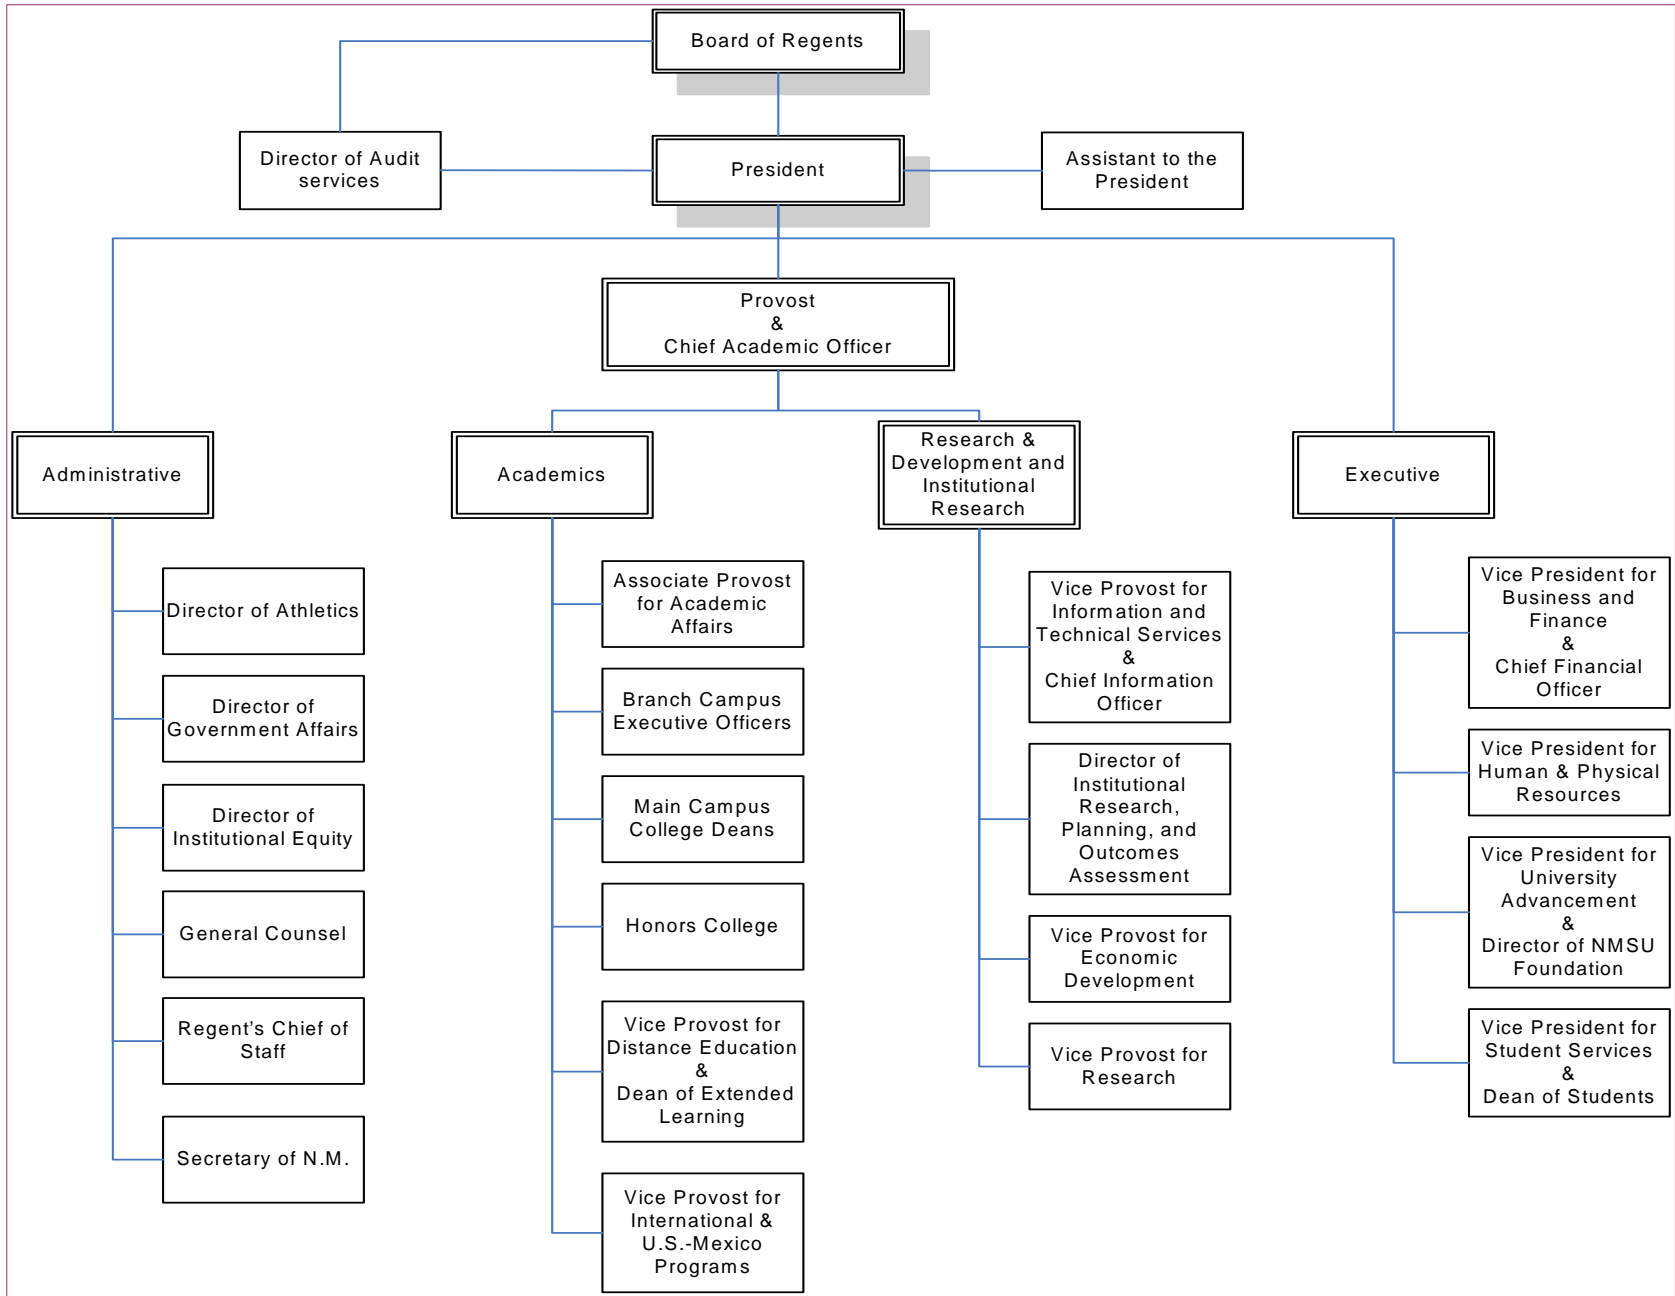 Board of Regents
Director of Audit
services
President
Assistant to the
President
Provost
&
Chief Academic Officer
Administrative
Academics
Research &
Development and
Institutional
Research
Executive
Director of Athletics
Director of
Government Affairs
Director of
Institutional Equity
General Counsel
Regent’s Chief of
Staff
Secretary of N.M.
Associate Provost
for Academic
Affairs
Branch Campus
Executive Officers
Main Campus
College Deans
Honors College
Vice Provost for
Distance Education
&
Dean of Extended
Learning
Vice Provost for
International &
U.S.-Mexico
Programs
Vice Provost for
Information and
Technical Services
&
Chief Information
Officer
Director of
Institutional
Research,
Planning, and
Outcomes
Assessment
Vice Provost for
Economic
Development
Vice Provost for
Research
Vice President for
Business and
Finance
&
Chief Financial
Officer
Vice President for
Human & Physical
Resources
Vice President for
University
Advancement
&
Director of NMSU
Foundation
Vice President for
Student Services
&
Dean of Students